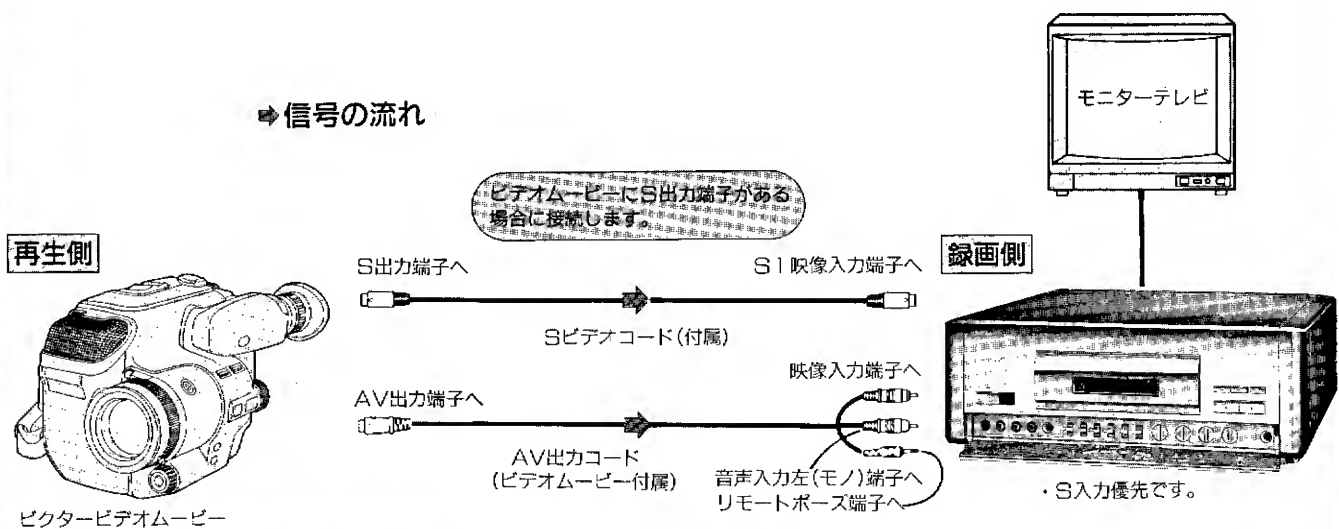 モニターテレビ
➡信号の流れ
ビデオムービーにS出力端子がある
場合に接続します。
再生側
S出力端子へ
S1映像入力端子へ
録画側
Sビデオコード(付属)
AV出力端子へ
映像入力端子へ
AV出力コード
(ビデオムービー付属)
音声入力左(モノ)端子へ
リモートポーズ端子へ
・S入力優先です。
ビクタービデオムービー